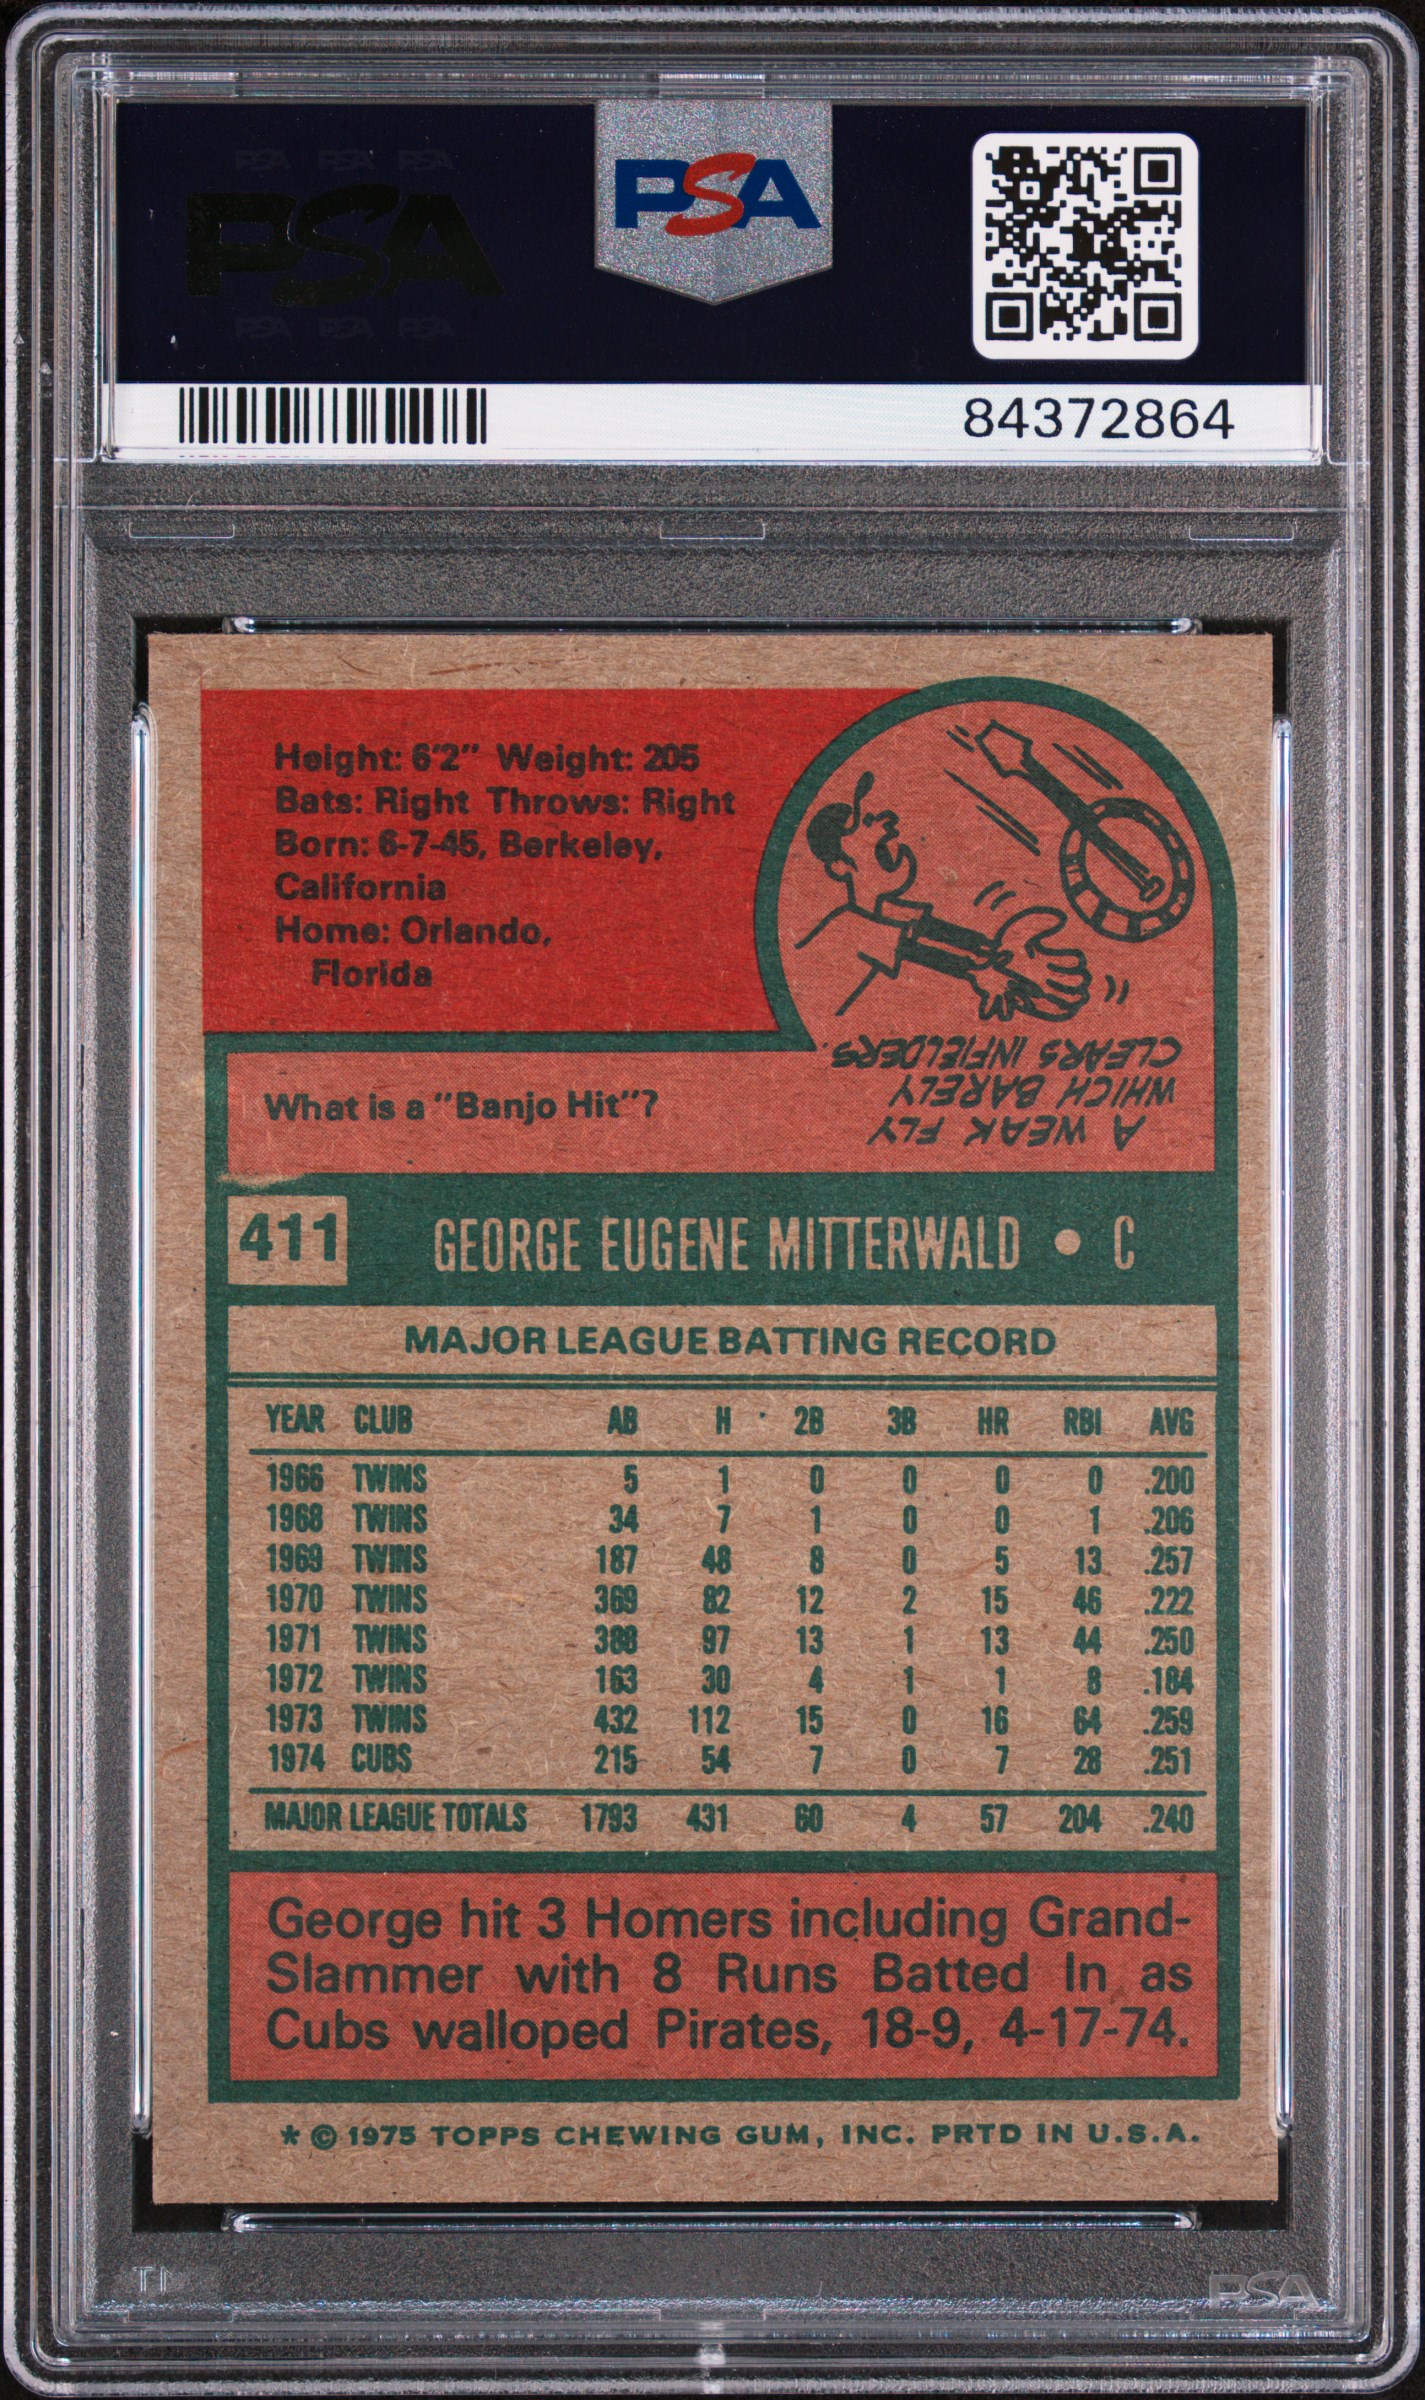 PSA PSA PSA
PSA
PSA PSA PSA
PSA
84372864
Height: 6'2" Weight: 205
Bats: Right Throws: Right
Born: 6-7-45, Berkeley,
California
Home: Orlando,
Florida
What is a "Banjo Hit"?
A WEAK FLY
WHICH BARELY
CLEARS INFIELDERS.
411 GEORGE EUGENE MITTERWALD • C
MAJOR LEAGUE BATTING RECORD
YEAR CLUB AB H 2B 3B HR RBI AVG
1966 TWINS 5 1 0 0 0 0 .200
1968 TWINS 34 7 1 0 0 1 .206
1969 TWINS 187 48 8 0 5 13 .257
1970 TWINS 369 82 12 2 15 46 .222
1971 TWINS 388 97 13 1 13 44 .250
1972 TWINS 163 30 4 1 1 8 .184
1973 TWINS 432 112 15 0 16 64 .259
1974 CUBS 215 54 7 0 7 28 .251
MAJOR LEAGUE TOTALS 1793 431 60 4 57 204 .240
George hit 3 Homers including Grand-
Slammer with 8 Runs Batted In as
Cubs walloped Pirates, 18-9, 4-17-74.
* © 1975 TOPPS CHEWING GUM, INC. PRTD IN U.S.A.
PSA